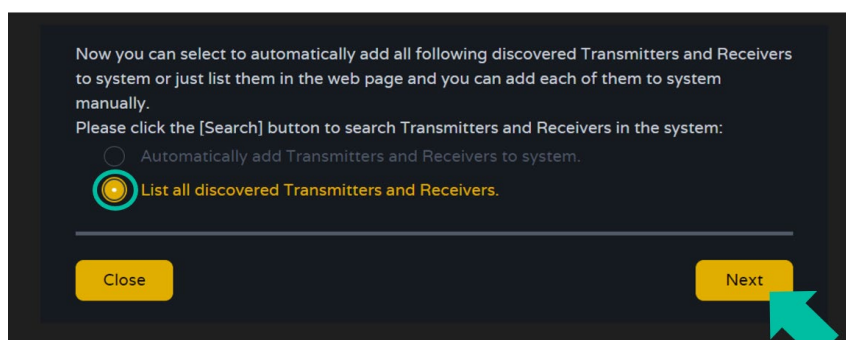 Now you can select to automatically add all following discovered Transmitters and Receivers
to system or just list them in the web page and you can add each of them to system
manually.
Please click the [Search] button to search Transmitters and Receivers in the system:
Automatically add Transmitters and Receivers to system.
List all discovered Transmitters and Receivers.
Close
Next